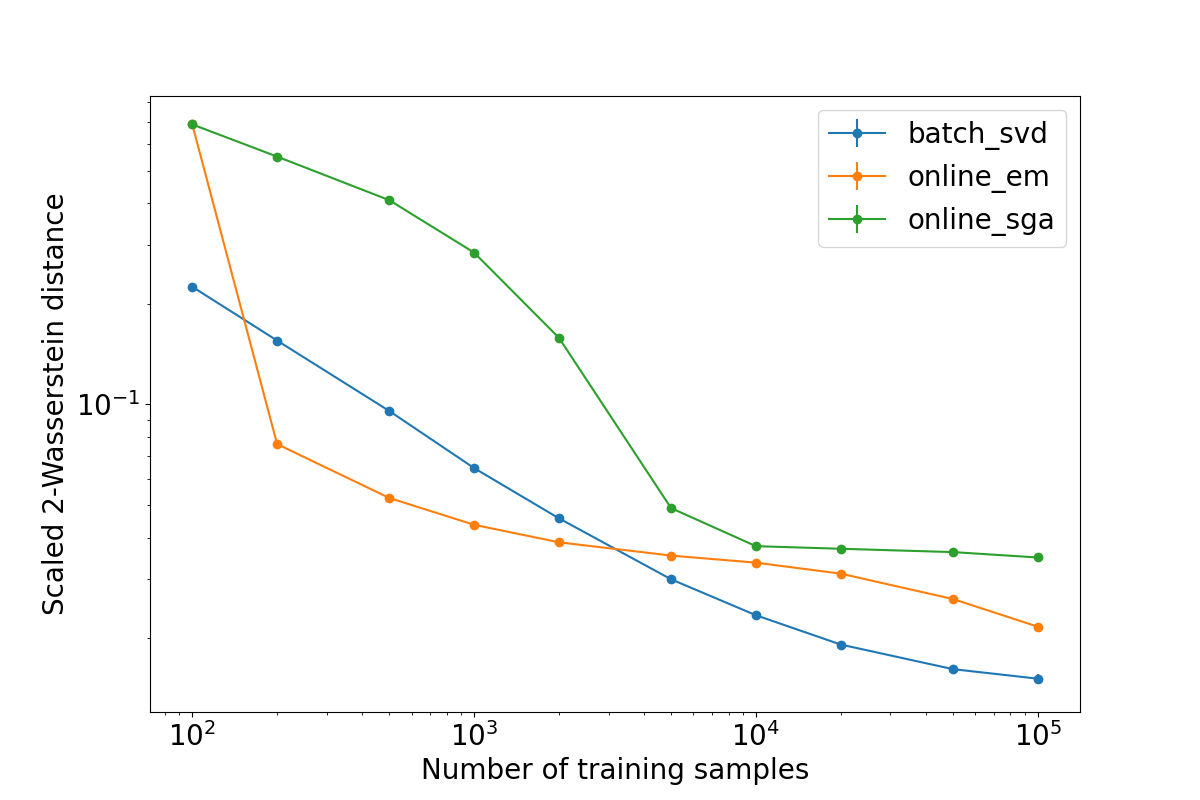 batch_svd
online_em
online_sga
Scaled 2-Wasserstein distance
10⁻¹
10² 10³ 10⁴ 10⁵
Number of training samples